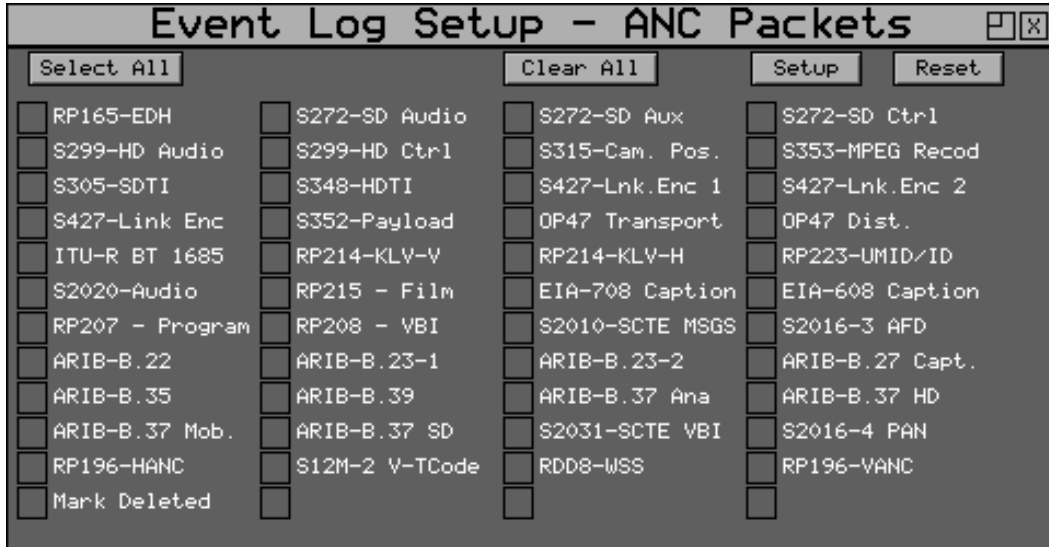 Event Log Setup - ANC Packets
Select All Clear All Setup Reset
RP165-EDH S272-SD Audio S272-SD Aux S272-SD Ctrl
S299-HD Audio S299-HD Ctrl S315-Cam. Pos. S353-MPEG Recod
S305-SDTI S348-HDTI S427-Lnk.Enc 1 S427-Lnk.Enc 2
S427-Link Enc S352-Payload OP47 Transport OP47 Dist.
ITU-R BT 1685 RP214-KLV-V RP214-KLV-H RP223-UMID/ID
S2020-Audio RP215 - Film EIA-708 Caption EIA-608 Caption
RP207 - Program RP208 - VBI S2010-SCTE MSGS S2016-3 AFD
ARIB-B.22 ARIB-B.23-1 ARIB-B.23-2 ARIB-B.27 Capt.
ARIB-B.35 ARIB-B.39 ARIB-B.37 Ana ARIB-B.37 HD
ARIB-B.37 Mob. ARIB-B.37 SD S2031-SCTE VBI S2016-4 PAN
RP196-HANC S12M-2 V-TCode RDD8-WSS RP196-VANC
Mark Deleted